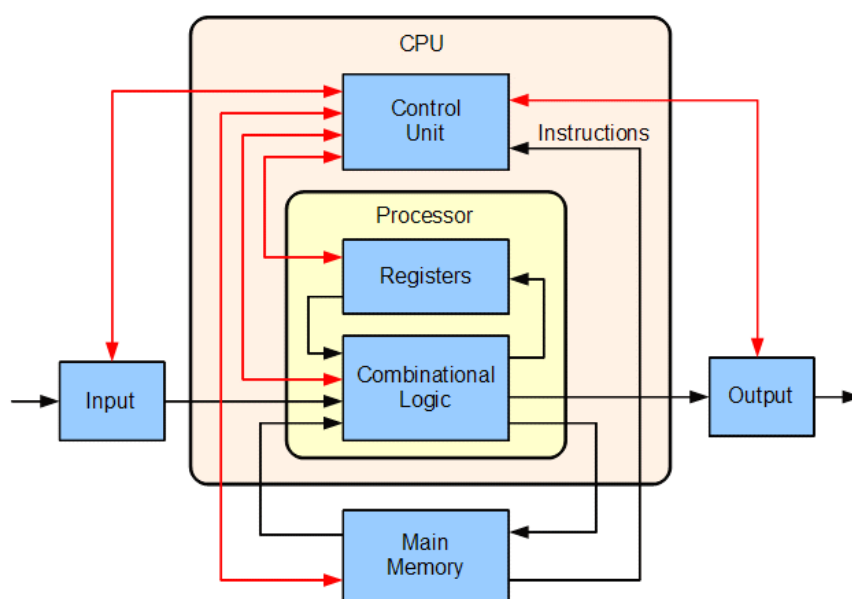 CPU
Control
Unit
Instructions
Processor
Registers
Combinational
Logic
Input
Output
Main
Memory